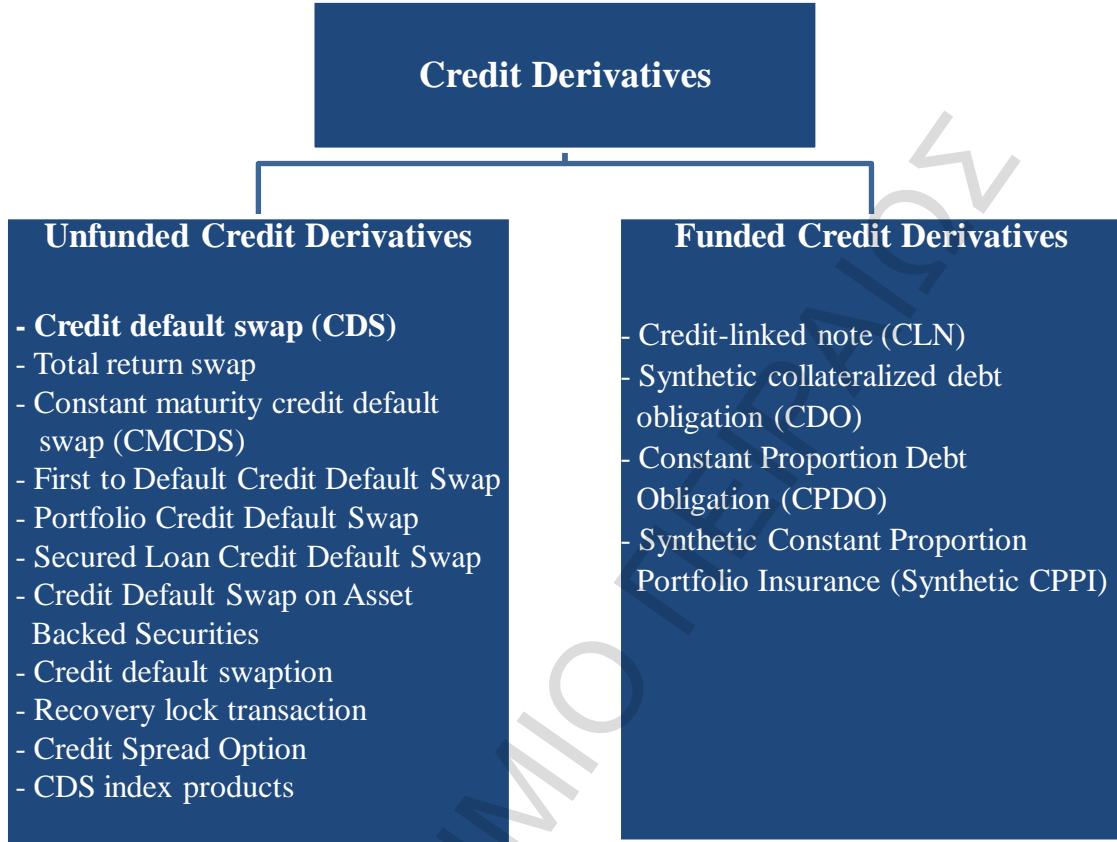 Credit Derivatives
Unfunded Credit Derivatives
- Credit default swap (CDS)
- Total return swap
- Constant maturity credit default
swap (CMCDS)
- First to Default Credit Default Swap
- Portfolio Credit Default Swap
- Secured Loan Credit Default Swap
- Credit Default Swap on Asset
Backed Securities
- Credit default swaption
- Recovery lock transaction
- Credit Spread Option
- CDS index products
Funded Credit Derivatives
- Credit-linked note (CLN)
- Synthetic collateralized debt
obligation (CDO)
- Constant Proportion Debt
Obligation (CPDO)
- Synthetic Constant Proportion
Portfolio Insurance (Synthetic CPPI)
ΠΕΙΡΑΙΩΣ